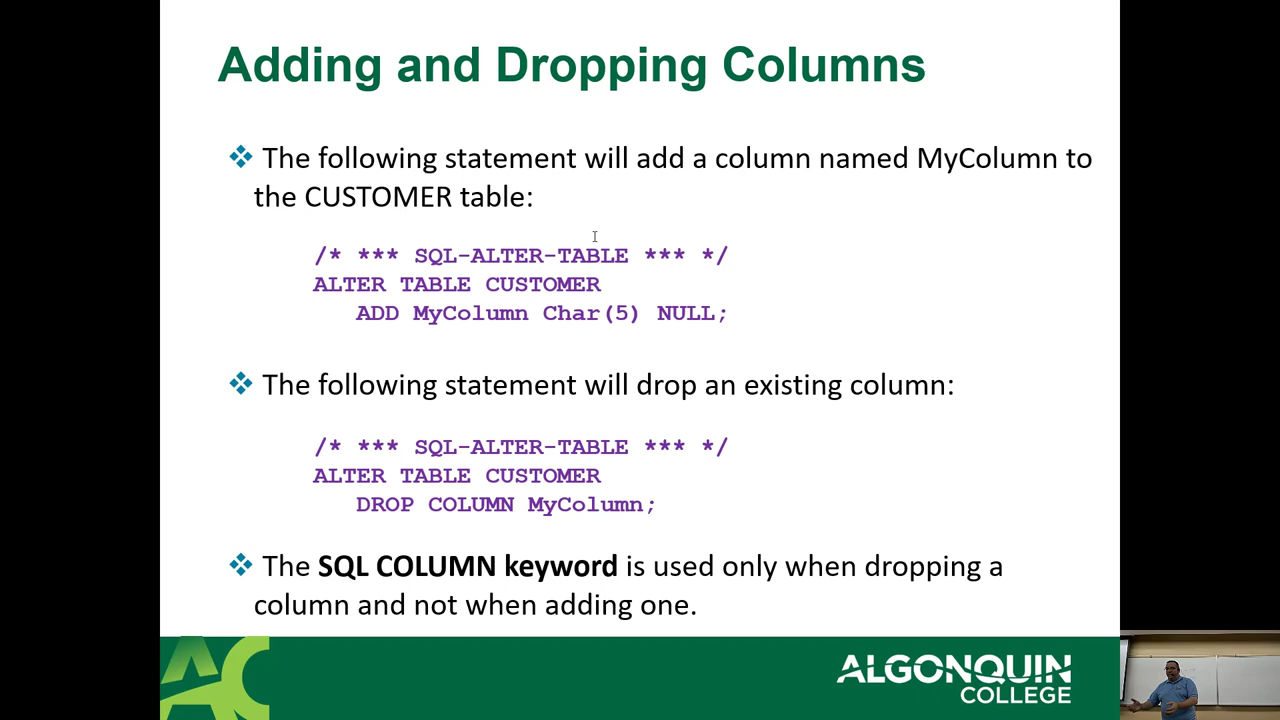 Adding and Dropping Columns
The following statement will add a column named MyColumn to
the CUSTOMER table:
/* *** SQL-ALTER-TABLE *** */
ALTER TABLE CUSTOMER
ADD MyColumn Char(5) NULL;
The following statement will drop an existing column:
/* *** SQL-ALTER-TABLE *** */
ALTER TABLE CUSTOMER
DROP COLUMN MyColumn;
The SQL COLUMN keyword is used only when dropping a
column and not when adding one.
AC
ALGONQUIN
COLLEGE